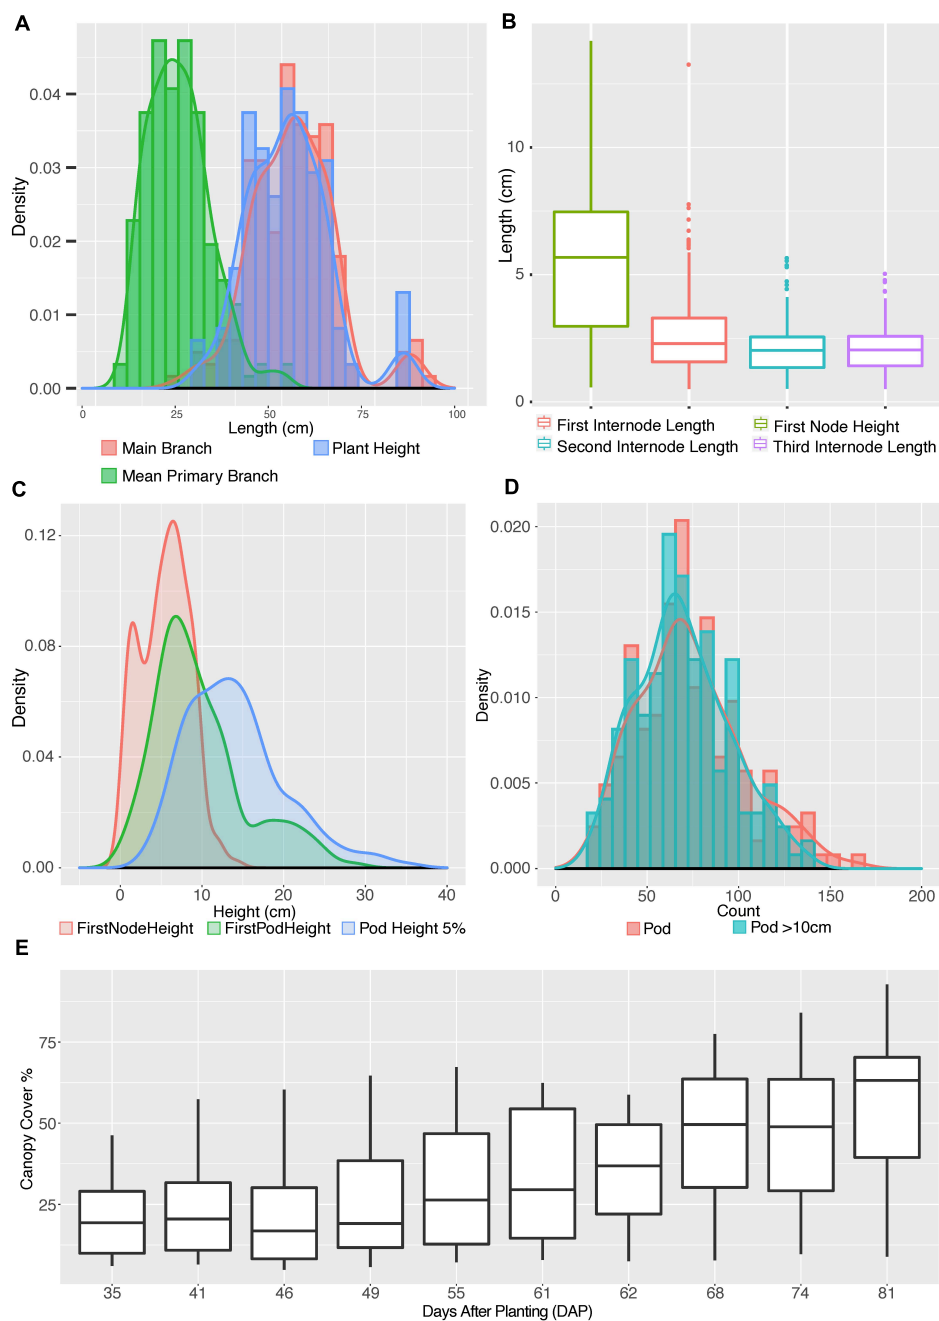 A
Density
0.04
0.03
0.02
0.01
0.00
0
25
50
75
100
Length (cm)
Main Branch
Plant Height
Mean Primary Branch
B
Length (cm)
10
5
0
First Internode Length
First Node Height
Second Internode Length
Third Internode Length
C
Density
0.12
0.08
0.04
0.00
0
10
20
30
40
Height (cm)
FirstNodeHeight
FirstPodHeight
Pod Height 5%
D
Density
0.020
0.015
0.010
0.005
0.000
0
50
100
150
200
Count
Pod
Pod >10cm
E
Canopy Cover %
75
50
25
35
41
46
49
55
61
62
68
74
81
Days After Planting (DAP)